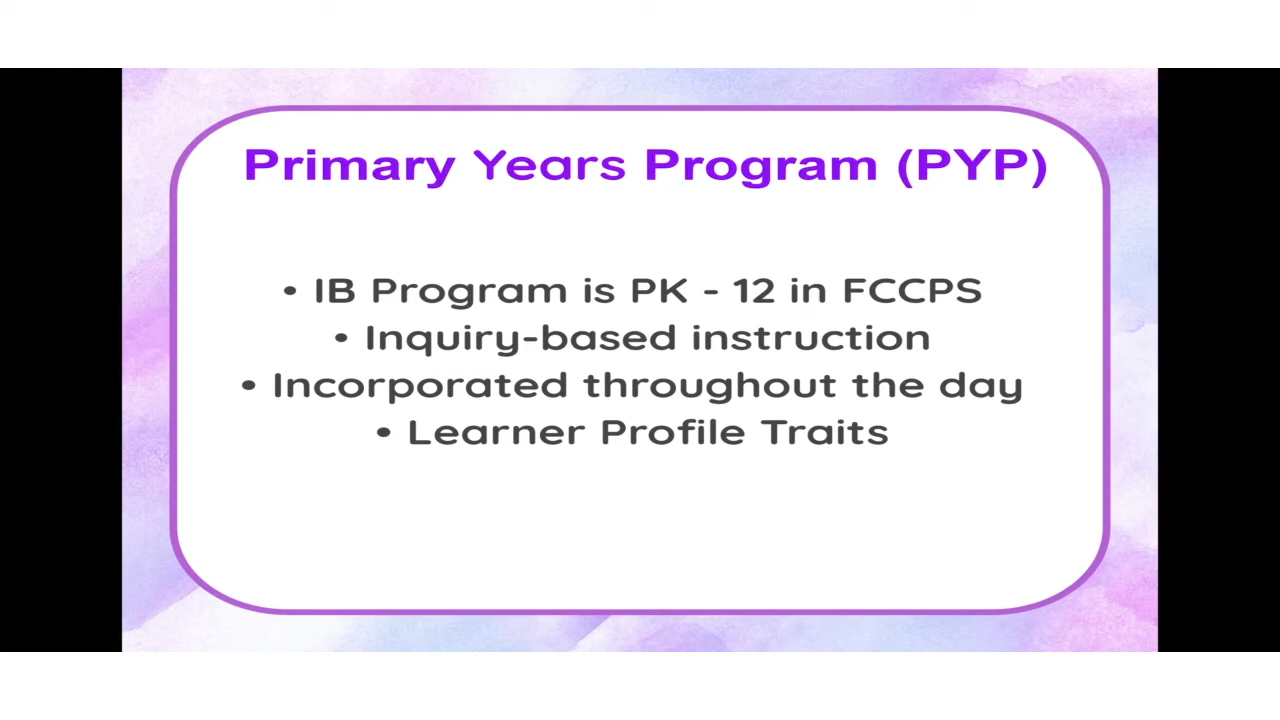 Primary Years Program (PYP)
• IB Program is PK - 12 in FCCPS
• Inquiry-based instruction
• Incorporated throughout the day
• Learner Profile Traits